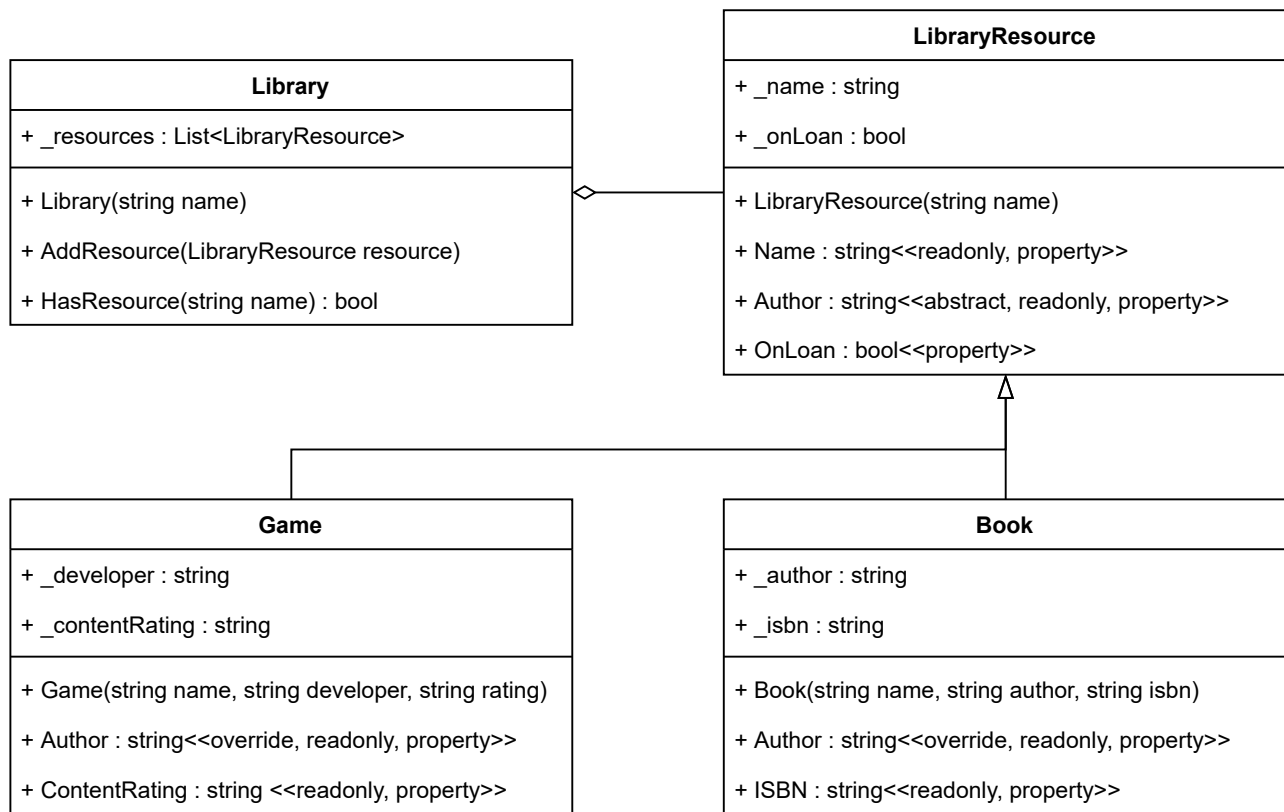 Library
+ _resources : List<LibraryResource>
+ Library(string name)
+ AddResource(LibraryResource resource)
+ HasResource(string name) : bool
LibraryResource
+ _name : string
+ _onLoan : bool
+ LibraryResource(string name)
+ Name : string<<readonly, property>>
+ Author : string<<abstract, readonly, property>>
+ OnLoan : bool<<property>>
Game
+ _developer : string
+ _contentRating : string
+ Game(string name, string developer, string rating)
+ Author : string<<override, readonly, property>>
+ ContentRating : string <<readonly, property>>
Book
+ _author : string
+ _isbn : string
+ Book(string name, string author, string isbn)
+ Author : string<<override, readonly, property>>
+ ISBN : string<<readonly, property>>